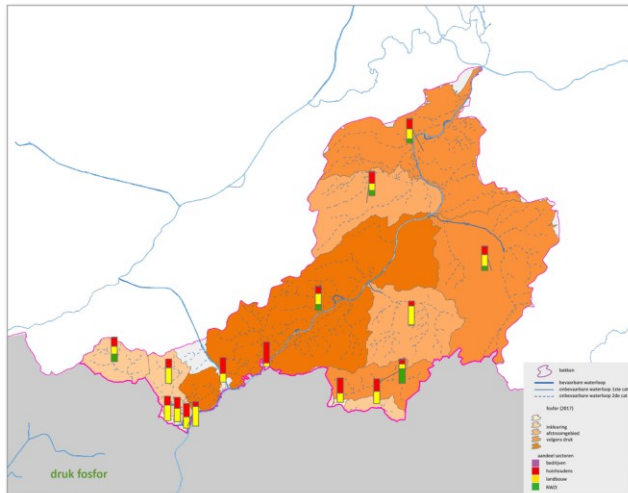 bekken
bevaarbare waterloop
onbevaarbare waterloop 1ste cat
onbevaarbare waterloop 2de cat
fosfor (2017)
inkleuring
afstroomgebied
volgens druk
aandeel sectoren
bedrijven
huishoudens
landbouw
RWZI
druk fosfor